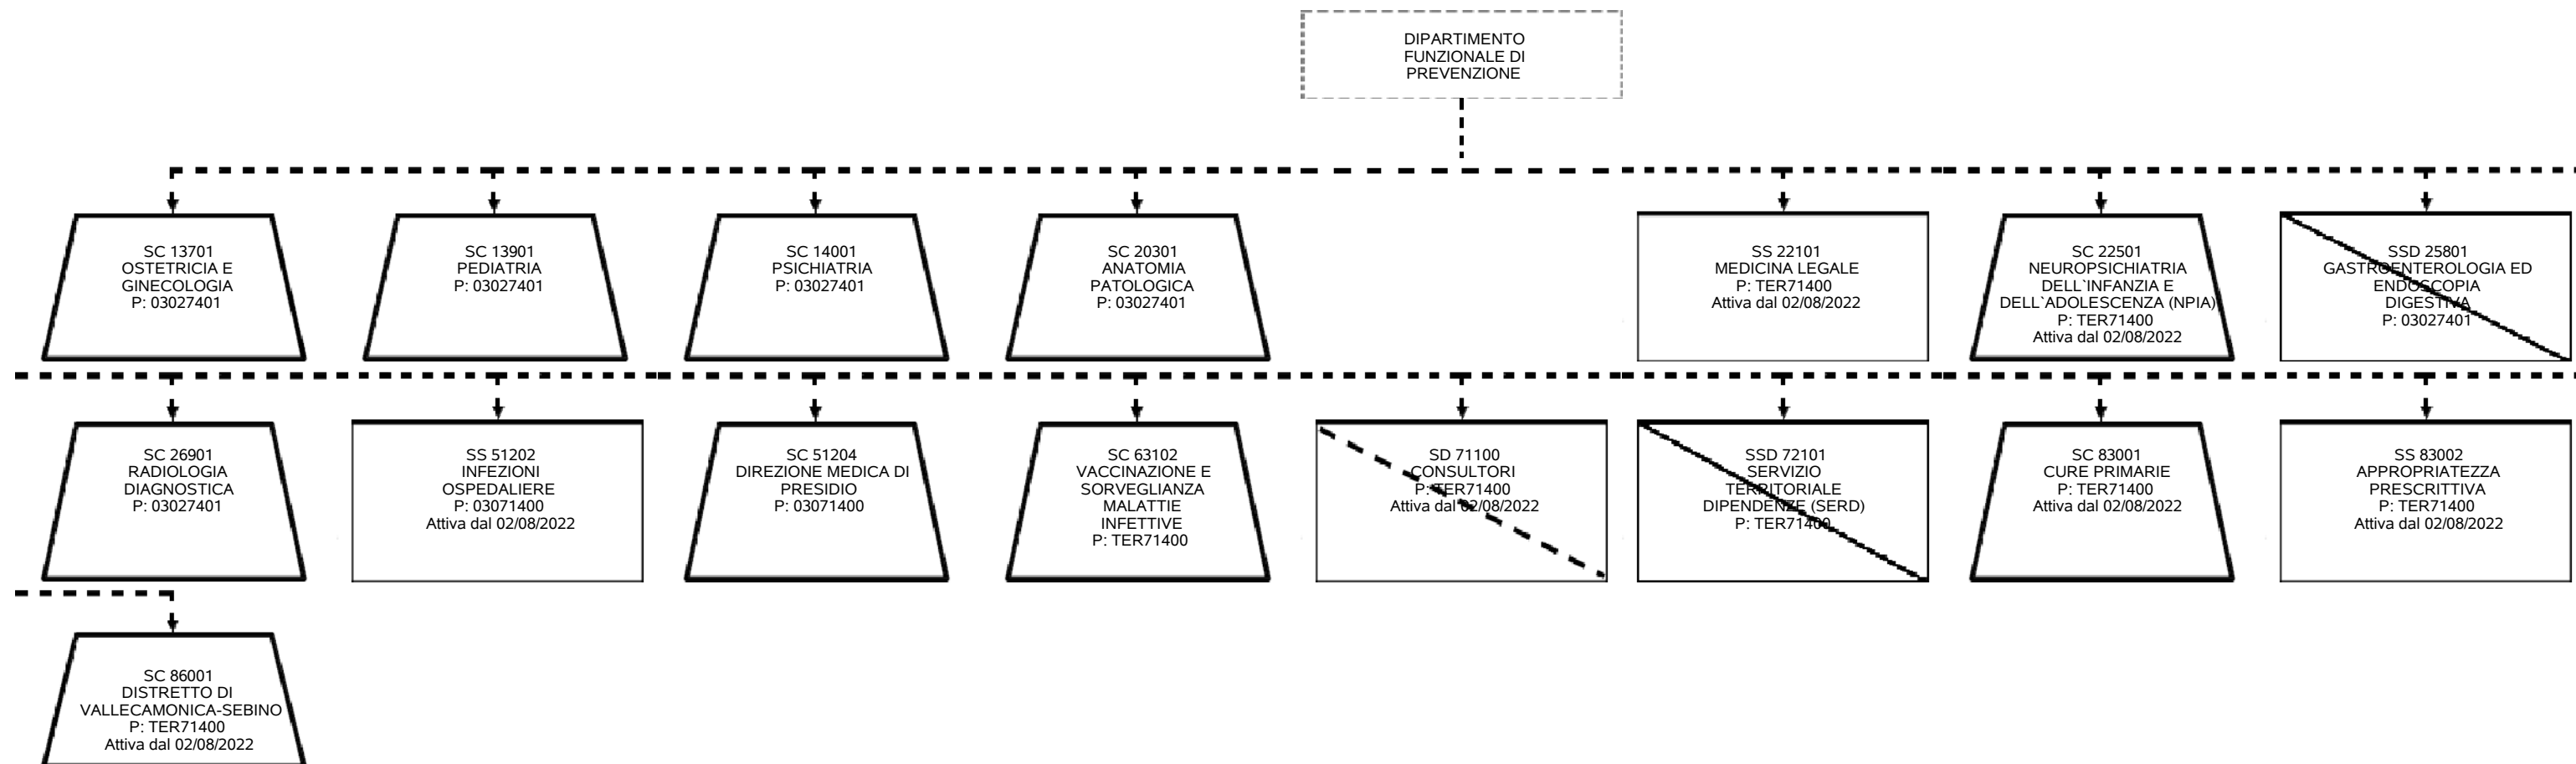 DIPARTIMENTO
FUNZIONALE DI
PREVENZIONE
SC 13701
OSTETRICIA E
GINECOLOGIA
P: 03027401
SC 13901
PEDIATRIA
P: 03027401
SC 14001
PSICHIATRIA
P: 03027401
SC 20301
ANATOMIA
PATOLOGICA
P: 03027401
SS 22101
MEDICINA LEGALE
P: TER71400
Attiva dal 02/08/2022
SC 22501
NEUROPSICHIATRIA
DELL`INFANZIA E
DELL`ADOLESCENZA (NPIA)
P: TER71400
Attiva dal 02/08/2022
SSD 25801
GASTROENTEROLOGIA ED
ENDOSCOPIA
DIGESTIVA
P: 03027401
SC 26901
RADIOLOGIA
DIAGNOSTICA
P: 03027401
SS 51202
INFEZIONI
OSPEDALIERE
P: 03071400
Attiva dal 02/08/2022
SC 51204
DIREZIONE MEDICA DI
PRESIDIO
P: 03071400
SC 63102
VACCINAZIONE E
SORVEGLIANZA
MALATTIE
INFETTIVE
P: TER71400
SD 71100
CONSULTORI
P: TER71400
Attiva dal 02/08/2022
SSD 72101
SERVIZIO
TERRITORIALE
DIPENDENZE (SERD)
P: TER71400
SC 83001
CURE PRIMARIE
P: TER71400
Attiva dal 02/08/2022
SS 83002
APPROPRIATEZZA
PRESCRITTIVA
P: TER71400
Attiva dal 02/08/2022
SC 86001
DISTRETTO DI
VALLECAMONICA-SEBINO
P: TER71400
Attiva dal 02/08/2022